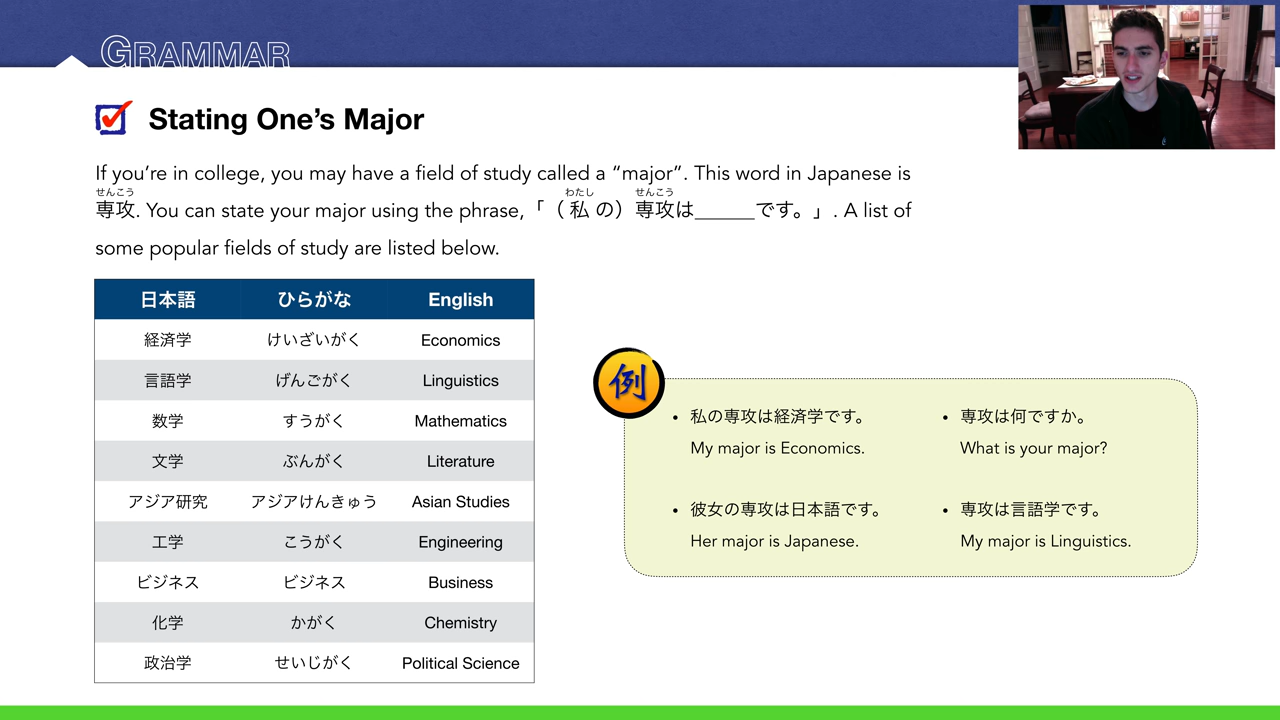 GRAMMAR
Stating One's Major
If you're in college, you may have a field of study called a “major”. This word in Japanese is
せんこう わたし せんこう
専攻. You can state your major using the phrase,「（私の）専攻は______です。」. A list of
some popular fields of study are listed below.
日本語 ひらがな English
経済学 けいざいがく Economics
言語学 げんごがく Linguistics
数学 すうがく Mathematics
文学 ぶんがく Literature
アジア研究 アジアけんきゅう Asian Studies
工学 こうがく Engineering
ビジネス ビジネス Business
化学 かがく Chemistry
政治学 せいじがく Political Science
例
• 私の専攻は経済学です。
My major is Economics.
• 彼女の専攻は日本語です。
Her major is Japanese.
• 専攻は何ですか。
What is your major?
• 専攻は言語学です。
My major is Linguistics.